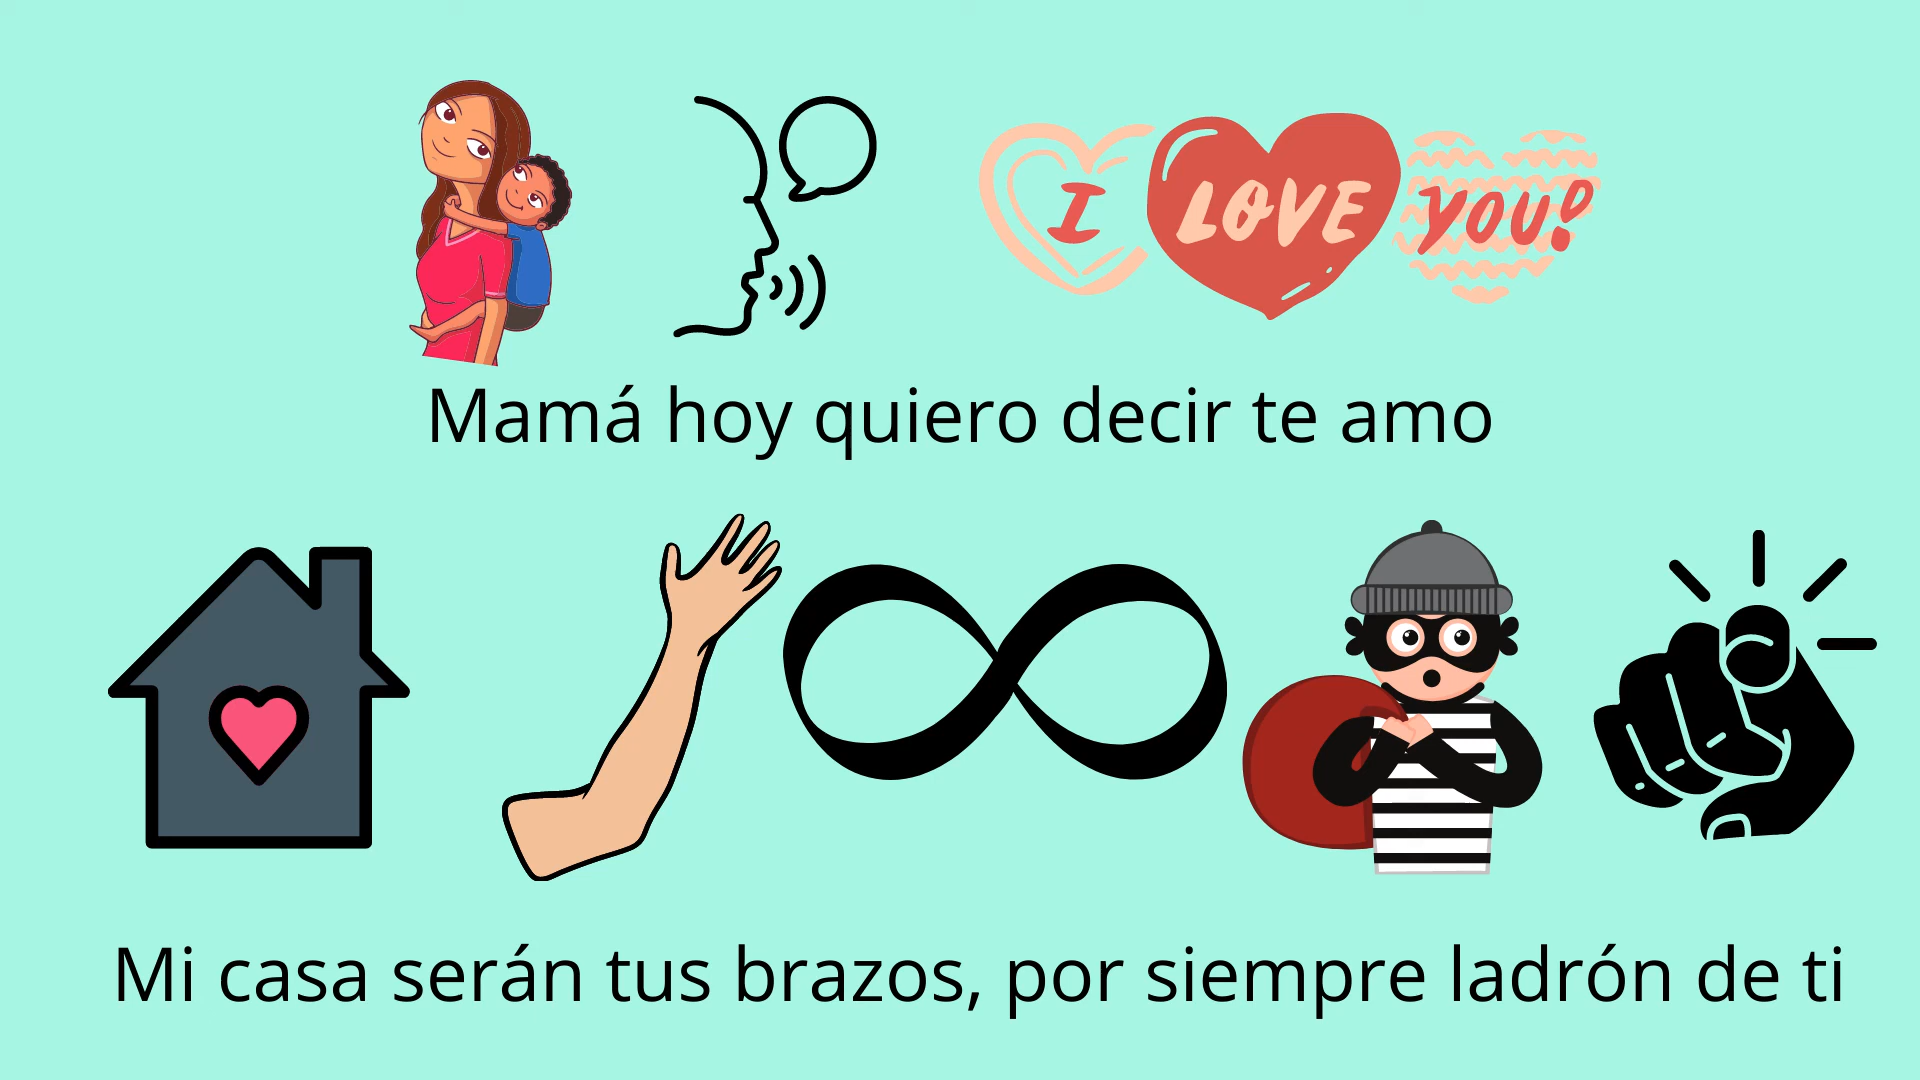 I LOVE YOU!
Mamá hoy quiero decir te amo
Mi casa serán tus brazos, por siempre ladrón de ti